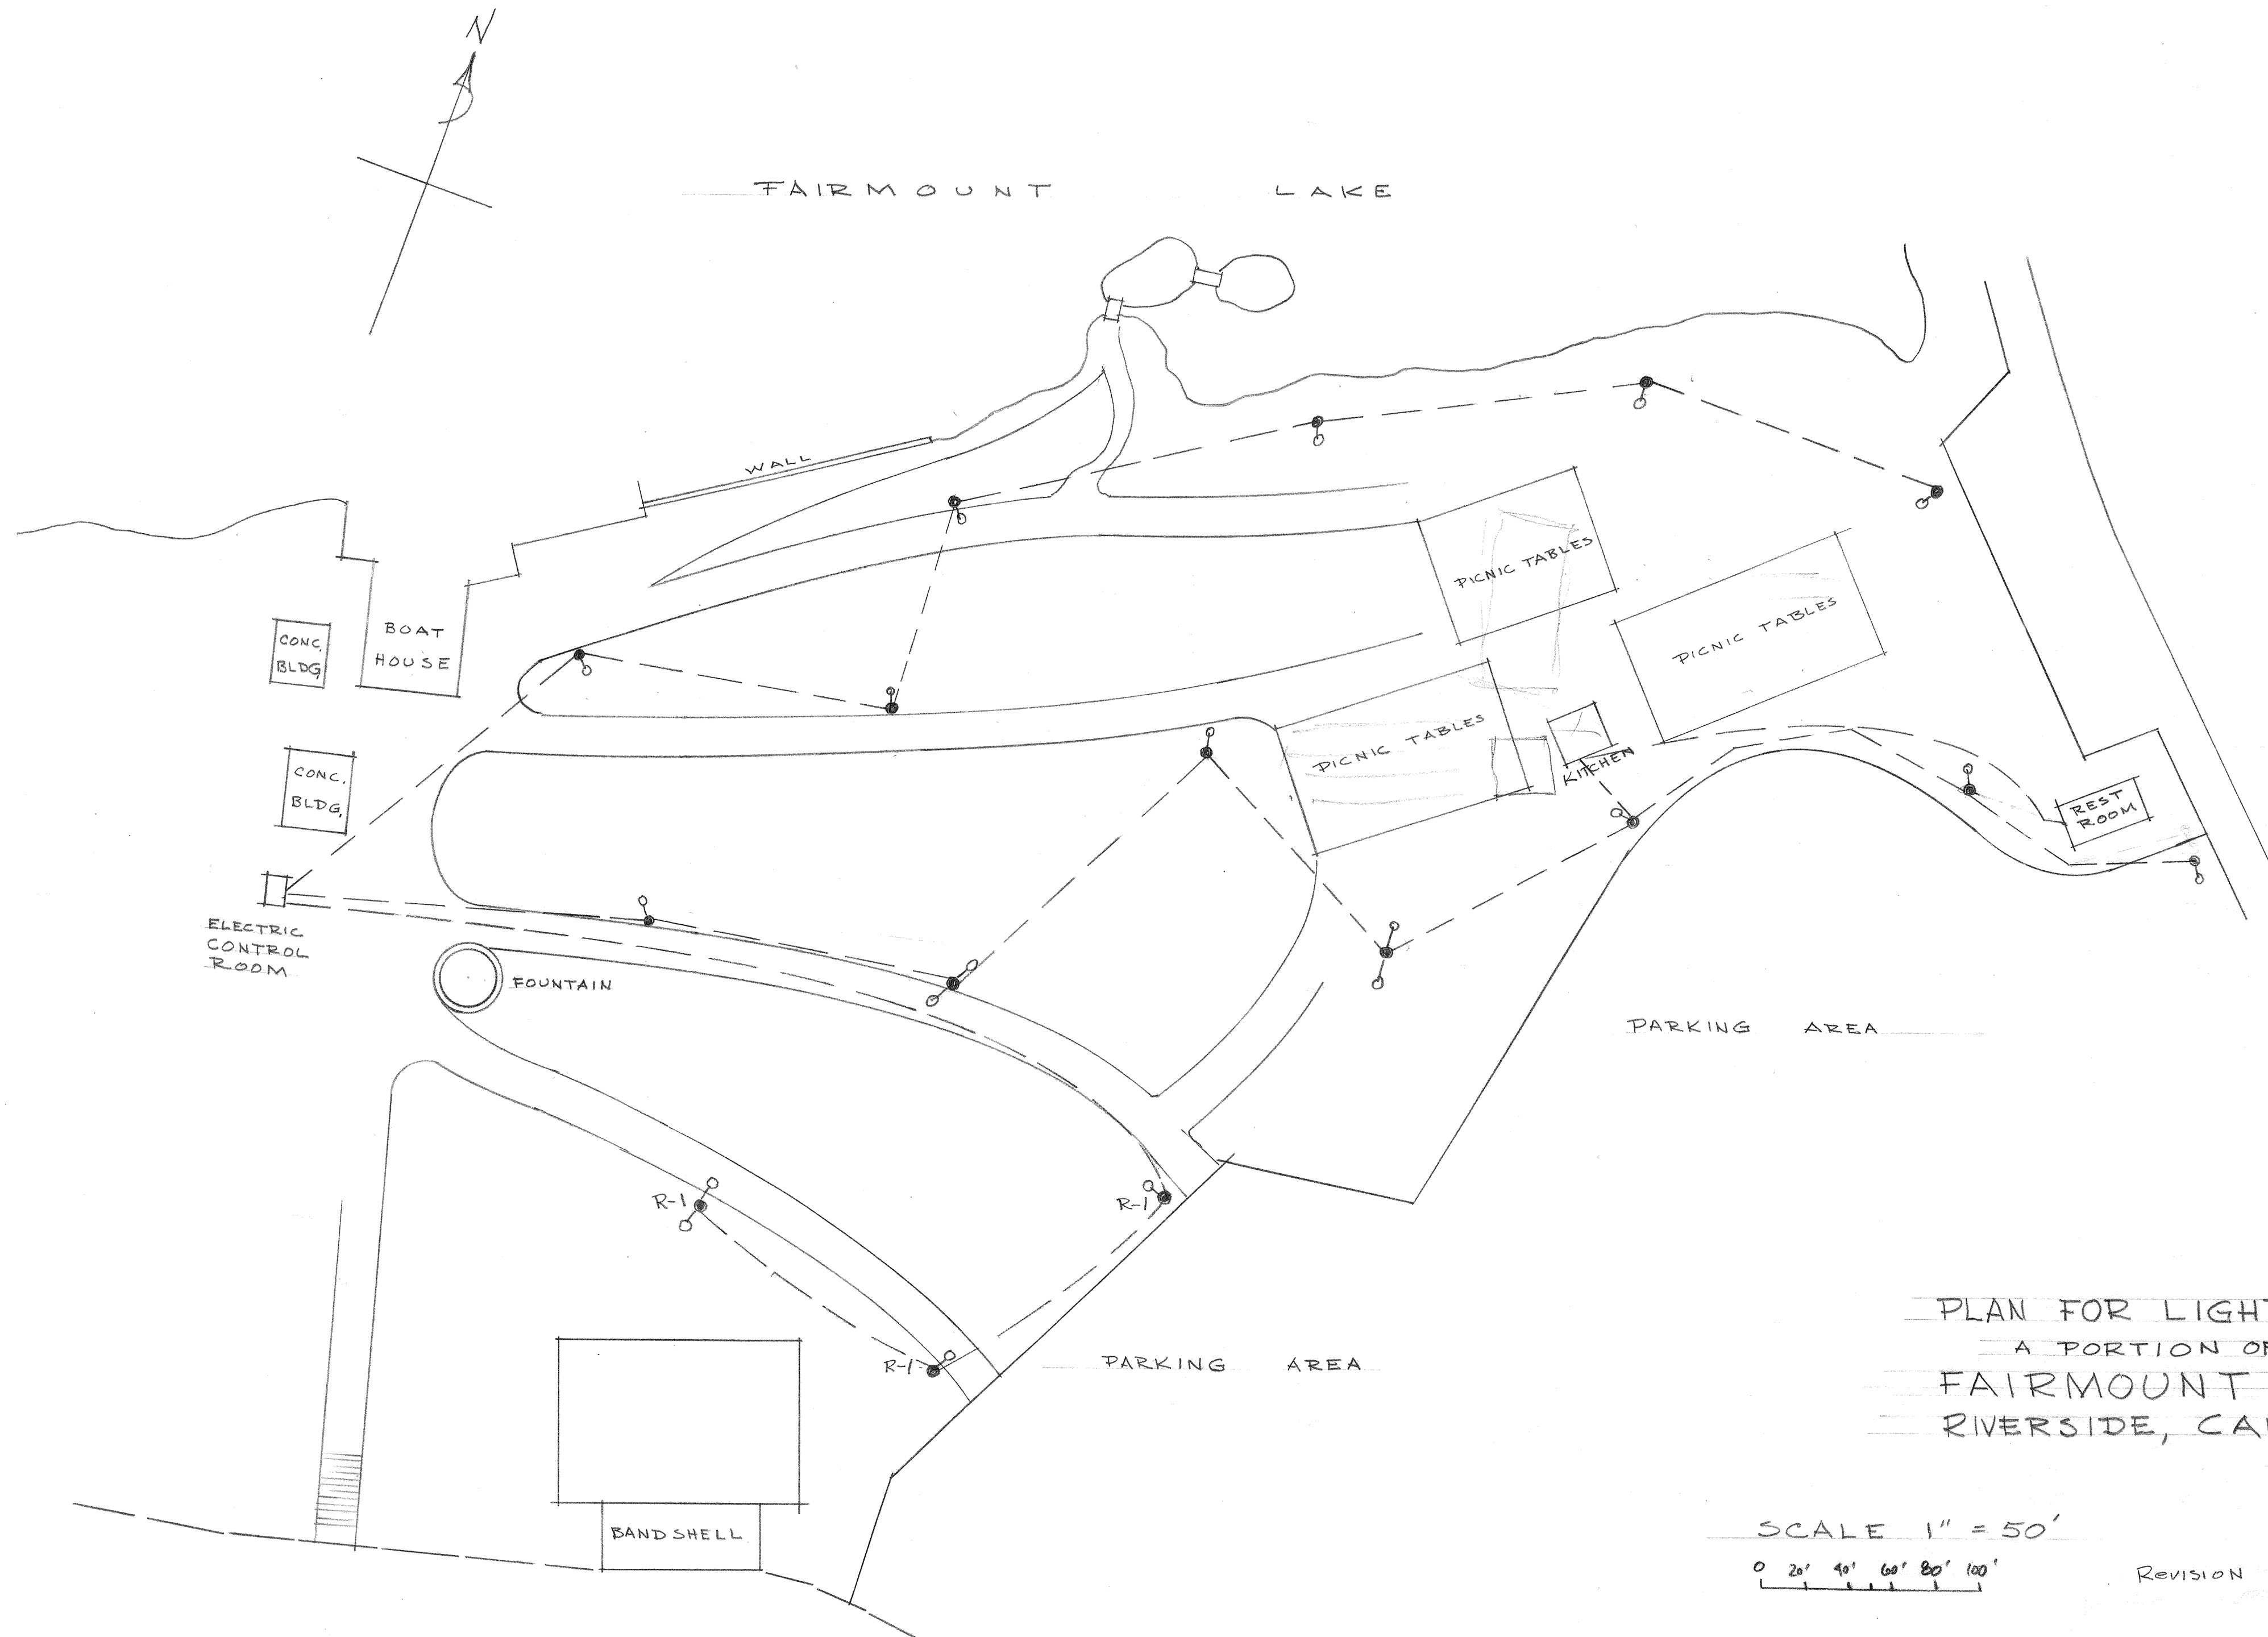 N
FAIRMOUNT LAKE
WALL
PICNIC TABLES
PICNIC TABLES
PICNIC TABLES
CONC.
BLDG
BOAT
HOUSE
CONC.
BLDG.
KITCHEN
REST
ROOM
ELECTRIC
CONTROL
ROOM
FOUNTAIN
PARKING AREA
R-1
R-1
R-1
PARKING AREA
BANDSHELL
PLAN FOR LIGHT
A PORTION OF
FAIRMOUNT
RIVERSIDE, CA
SCALE 1" = 50'
0 20' 40' 60' 80' 100'
REVISION